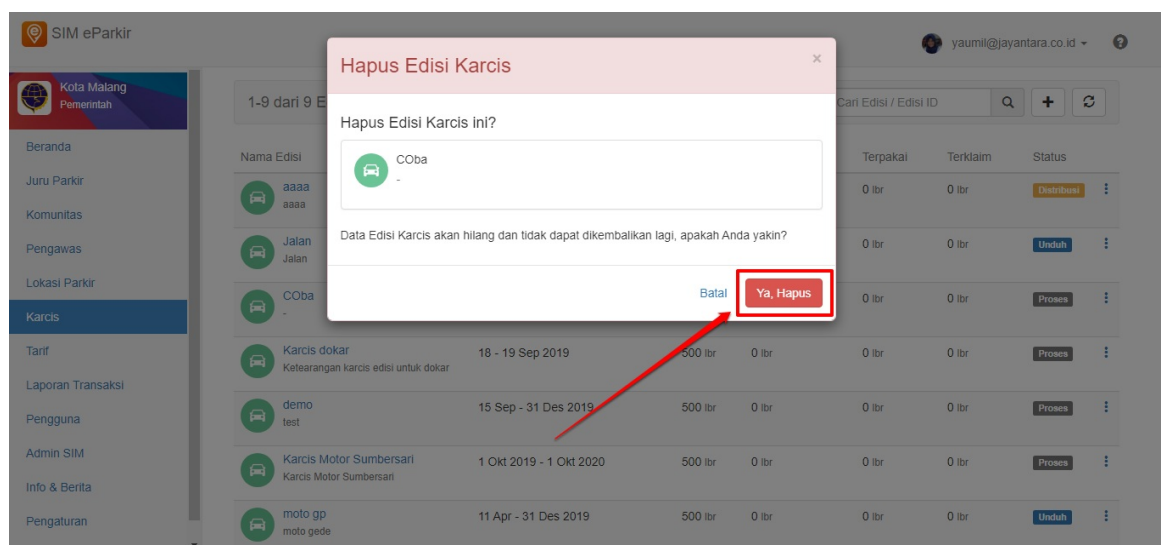 SIM eParkir
yaumil@jayantara.co.id
Hapus Edisi Karcis
×
Kota Malang
Pemerintah
1-9 dari 9 E
Cari Edisi / Edisi ID
Hapus Edisi Karcis ini?
COba
-
Data Edisi Karcis akan hilang dan tidak dapat dikembalikan lagi, apakah Anda yakin?
Batal
Ya, Hapus
Beranda
Juru Parkir
Komunitas
Pengawas
Lokasi Parkir
Karcis
Tarif
Laporan Transaksi
Pengguna
Admin SIM
Info & Berita
Pengaturan
Nama Edisi Terpakai Terklaim Status
aaaa 0 lbr 0 lbr Distribusi
aaaa
Jalan 0 lbr 0 lbr Unduh
Jalan
COba 0 lbr 0 lbr Proses
-
Karcis dokar 18 - 19 Sep 2019 500 lbr 0 lbr 0 lbr 0 lbr Proses
Ketearangan karcis edisi untuk dokar
demo 15 Sep - 31 Des 2019 500 lbr 0 lbr 0 lbr 0 lbr Proses
test
Karcis Motor Sumbersari 1 Okt 2019 - 1 Okt 2020 500 lbr 0 lbr 0 lbr 0 lbr Proses
Karcis Motor Sumbersari
moto gp 11 Apr - 31 Des 2019 500 lbr 0 lbr 0 lbr 0 lbr Unduh
moto gede